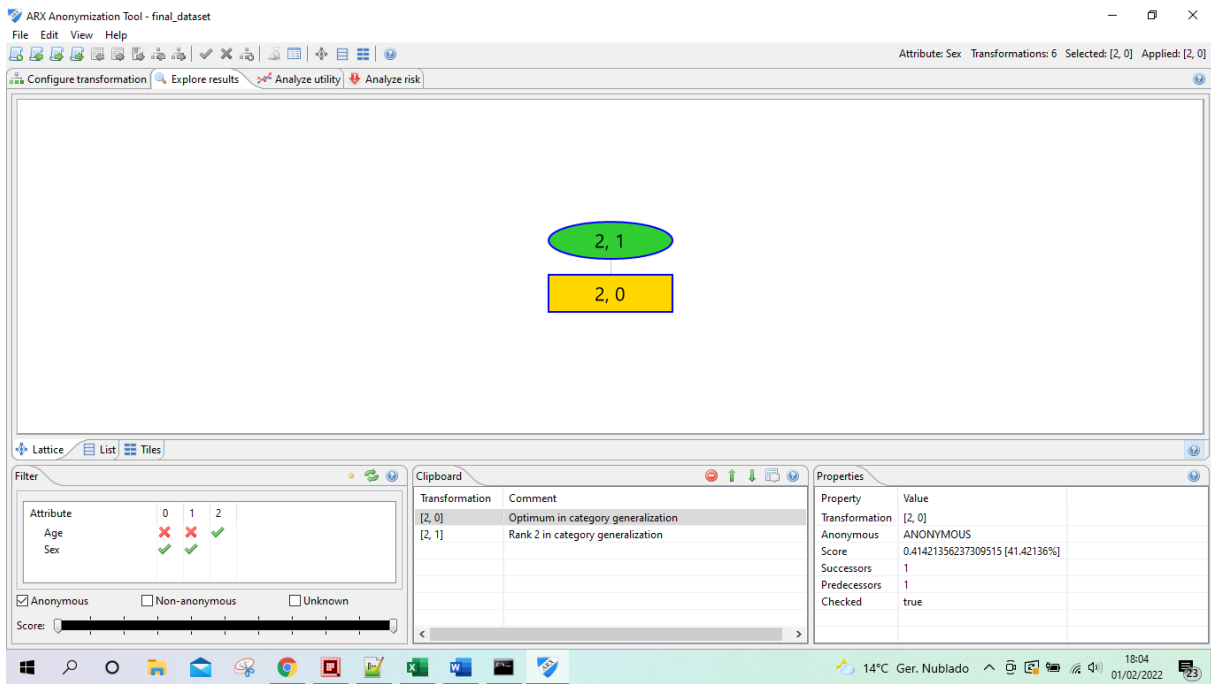 ARX Anonymization Tool - final_dataset
File Edit View Help
Attribute: Sex Transformations: 6 Selected: [2, 0] Applied: [2, 0]
Configure transformation Explore results Analyze utility Analyze risk
2, 1
2, 0
Lattice List Tiles
Filter
Attribute 0 1 2
Age
Sex
Anonymous Non-anonymous Unknown
Score:
Clipboard
Transformation Comment
[2, 0] Optimum in category generalization
[2, 1] Rank 2 in category generalization
Properties
Property Value
Transformation [2, 0]
Anonymous ANONYMOUS
Score 0.41421356237309515 [41.42136%]
Successors 1
Predecessors 1
Checked true
14°C Ger. Nublado
18:04
01/02/2022
23